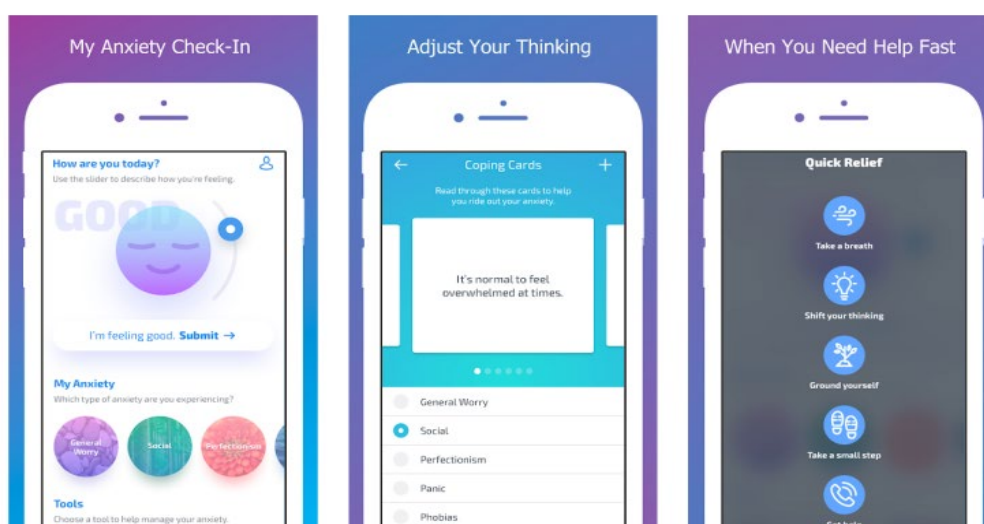 My Anxiety Check-In
How are you today?
Use the slider to describe how you're feeling.
GOOD
I'm feeling good. Submit →
My Anxiety
Which type of anxiety are you experiencing?
General
Worry
Social
Perfectionism
Tools
Choose a tool to help manage your anxiety.
Adjust Your Thinking
Coping Cards
Read through these cards to help
you ride out your anxiety.
It's normal to feel
overwhelmed at times.
General Worry
Social
Perfectionism
Panic
Phobias
When You Need Help Fast
Quick Relief
Take a breath
Shift your thinking
Ground yourself
Take a small step
Get help